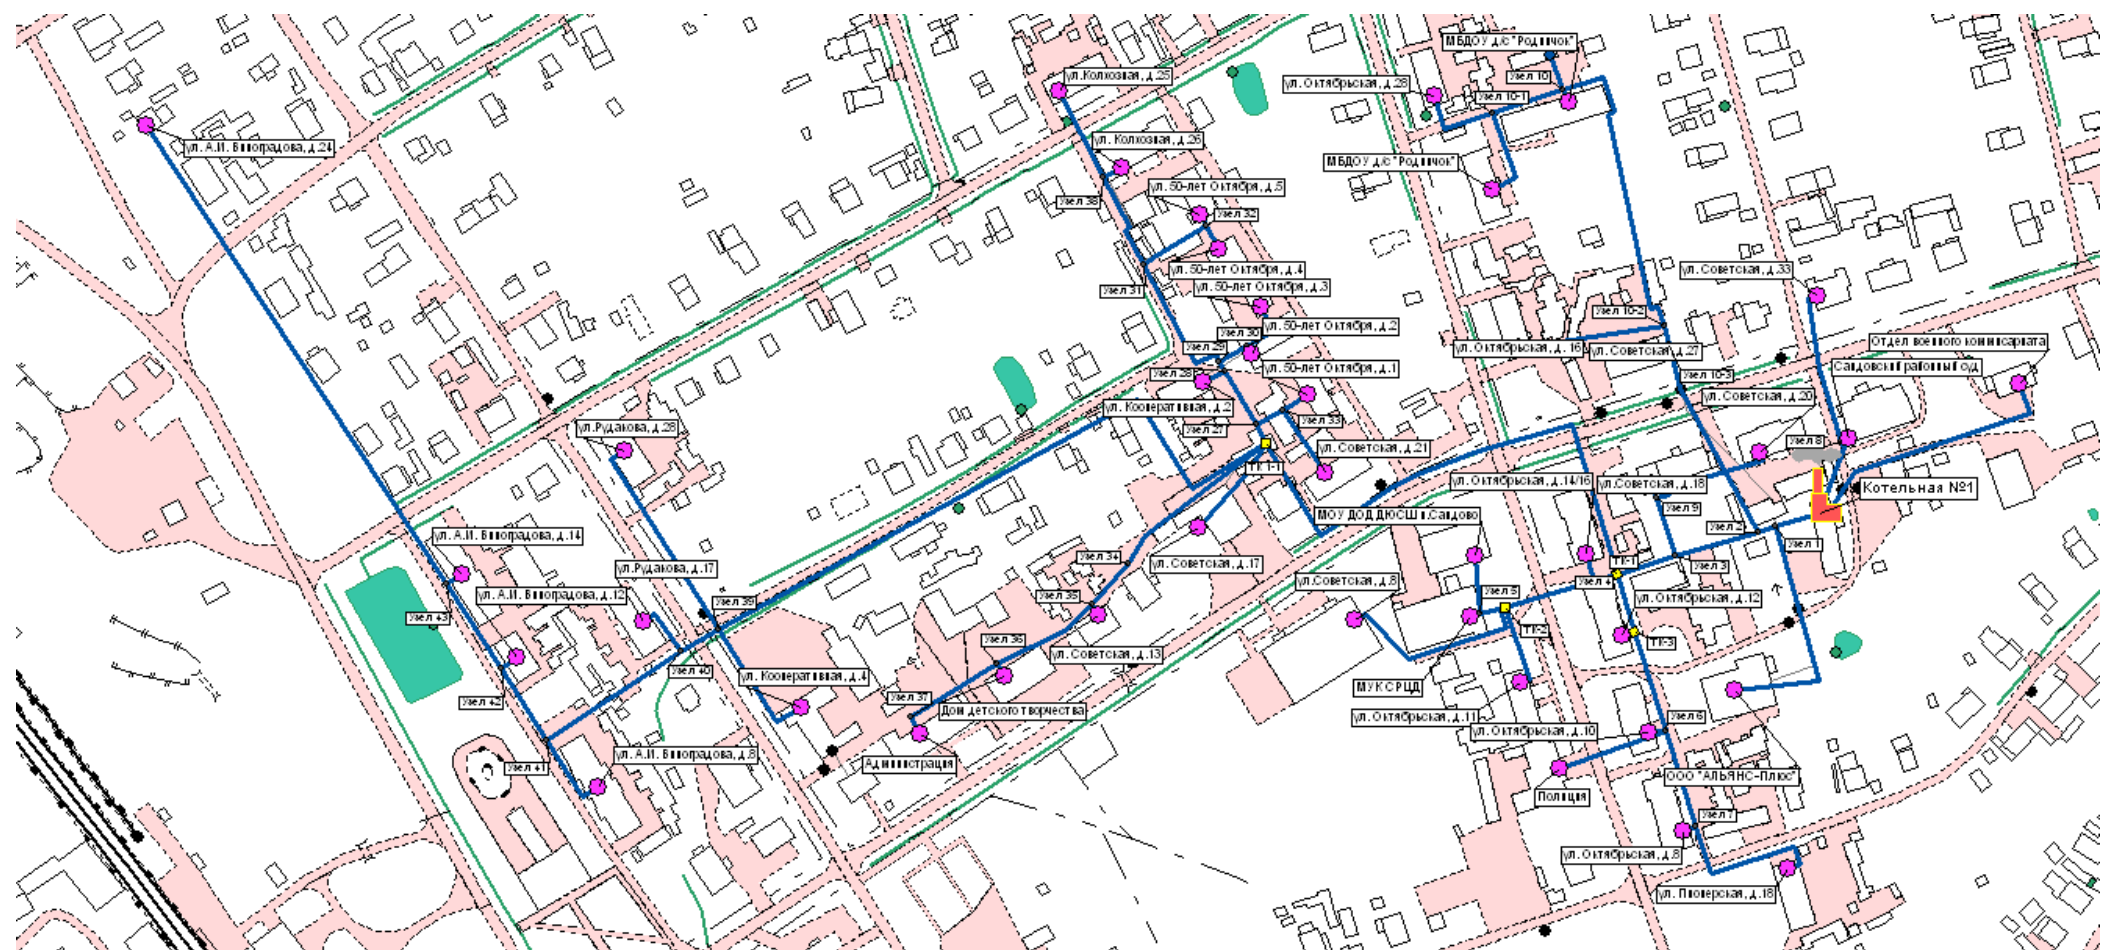 МБДОУ д/с "Родничок"
ул.Колхозная, д.25
Узел 10
ул. Октябрьская, д.28
Узел 10-1
ул. А.И. Виноградова, д.24
ул. Колхозная, д.26
МБДОУ д/с "Родничок"
ул. 50-лет Октября, д.5
Узел 38
Узел 32
ул. 50-лет Октября, д.4
ул. Советская, д.33
ул. 50-лет Октября, д.3
Узел 31
Узел 10-2
ул. 50-лет Октября, д.2
Узел 30
Узел 29
ул. Октябрьская, д. 16
ул. Советская, д.27
Отдел военного комиссариата
Сандовский районный суд
ул. 50-лет Октября, д.1
Узел 28
Узел 10-3
ул. Советская, д.20
ул. Кооперативная, д.2
Узел 33
ул.Рудакова, д.28
Узел 27
Узел 8
ул. Советская, д.21
ТК 1-1
ул. Октябрьская, д.14/16
ул.Советская, д.18
Котельная №1
МОУ ДОД ДЮСШ п.Сандово
Узел 9
Узел 2
ул. А.И. Виноградова, д.14
Узел 1
Узел 34
ул. Советская, д.17
ТК-1
ул.Рудакова, д.17
Узел 3
ул.Советская, д.8
Узел 4
Узел 5
ул. А.И. Виноградова, д.12
Узел 35
ул. Октябрьская, д.12
Узел 39
Узел 43
ТК-2
Узел 36
ТК-3
ул. Советская, д.13
Узел 40
ул. Кооперативная, д.4
МУК СРЦД
Узел 42
Узел 37
Дом детского творчества
ул. Октябрьская, д.11
Узел 6
ул. Октябрьская, д.10
ул. А.И. Виноградова, д.8
Администрация
Узел 41
ООО "АЛЬЯНС-Плюс"
Полиция
Узел 7
ул. Октябрьская, д.8
ул. Пионерская, д.18